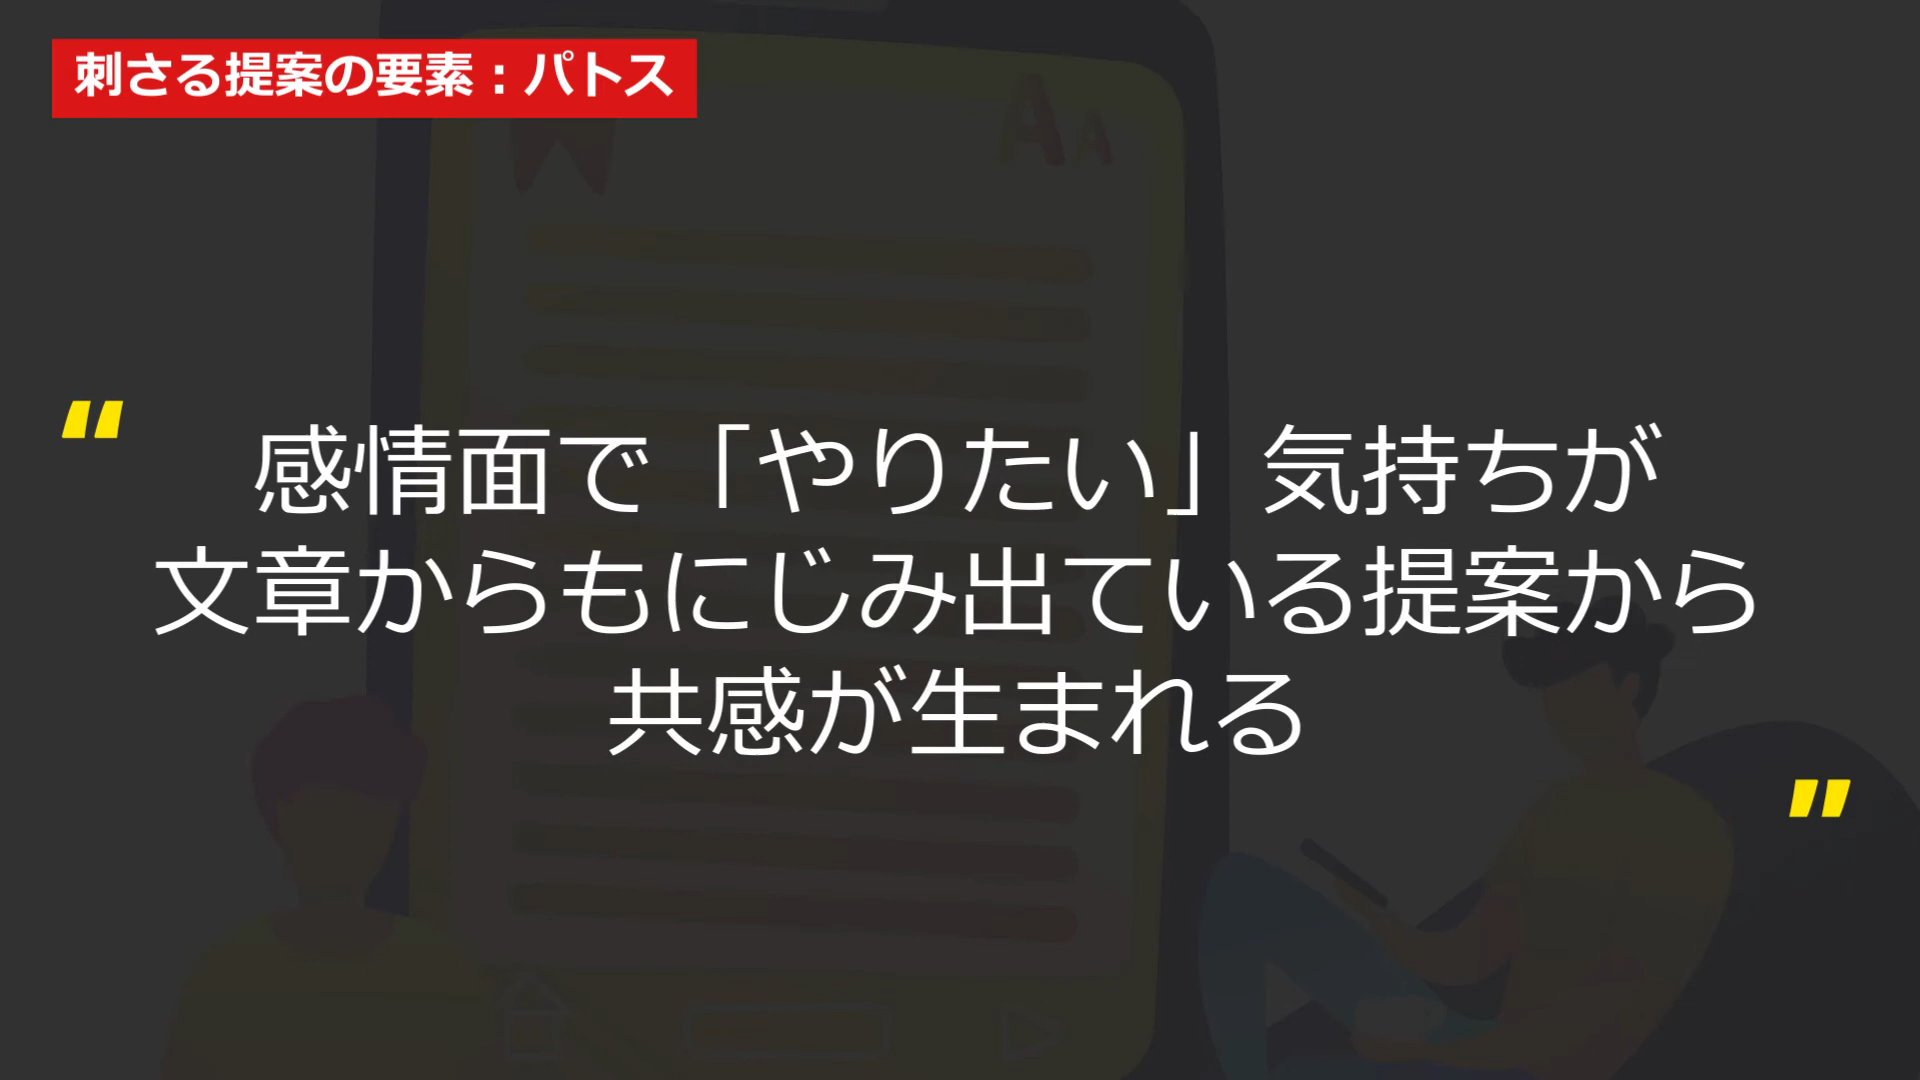 刺さる提案の要素：パトス
“
感情面で「やりたい」気持ちが
文章からもにじみ出ている提案から
共感が生まれる
”
AA